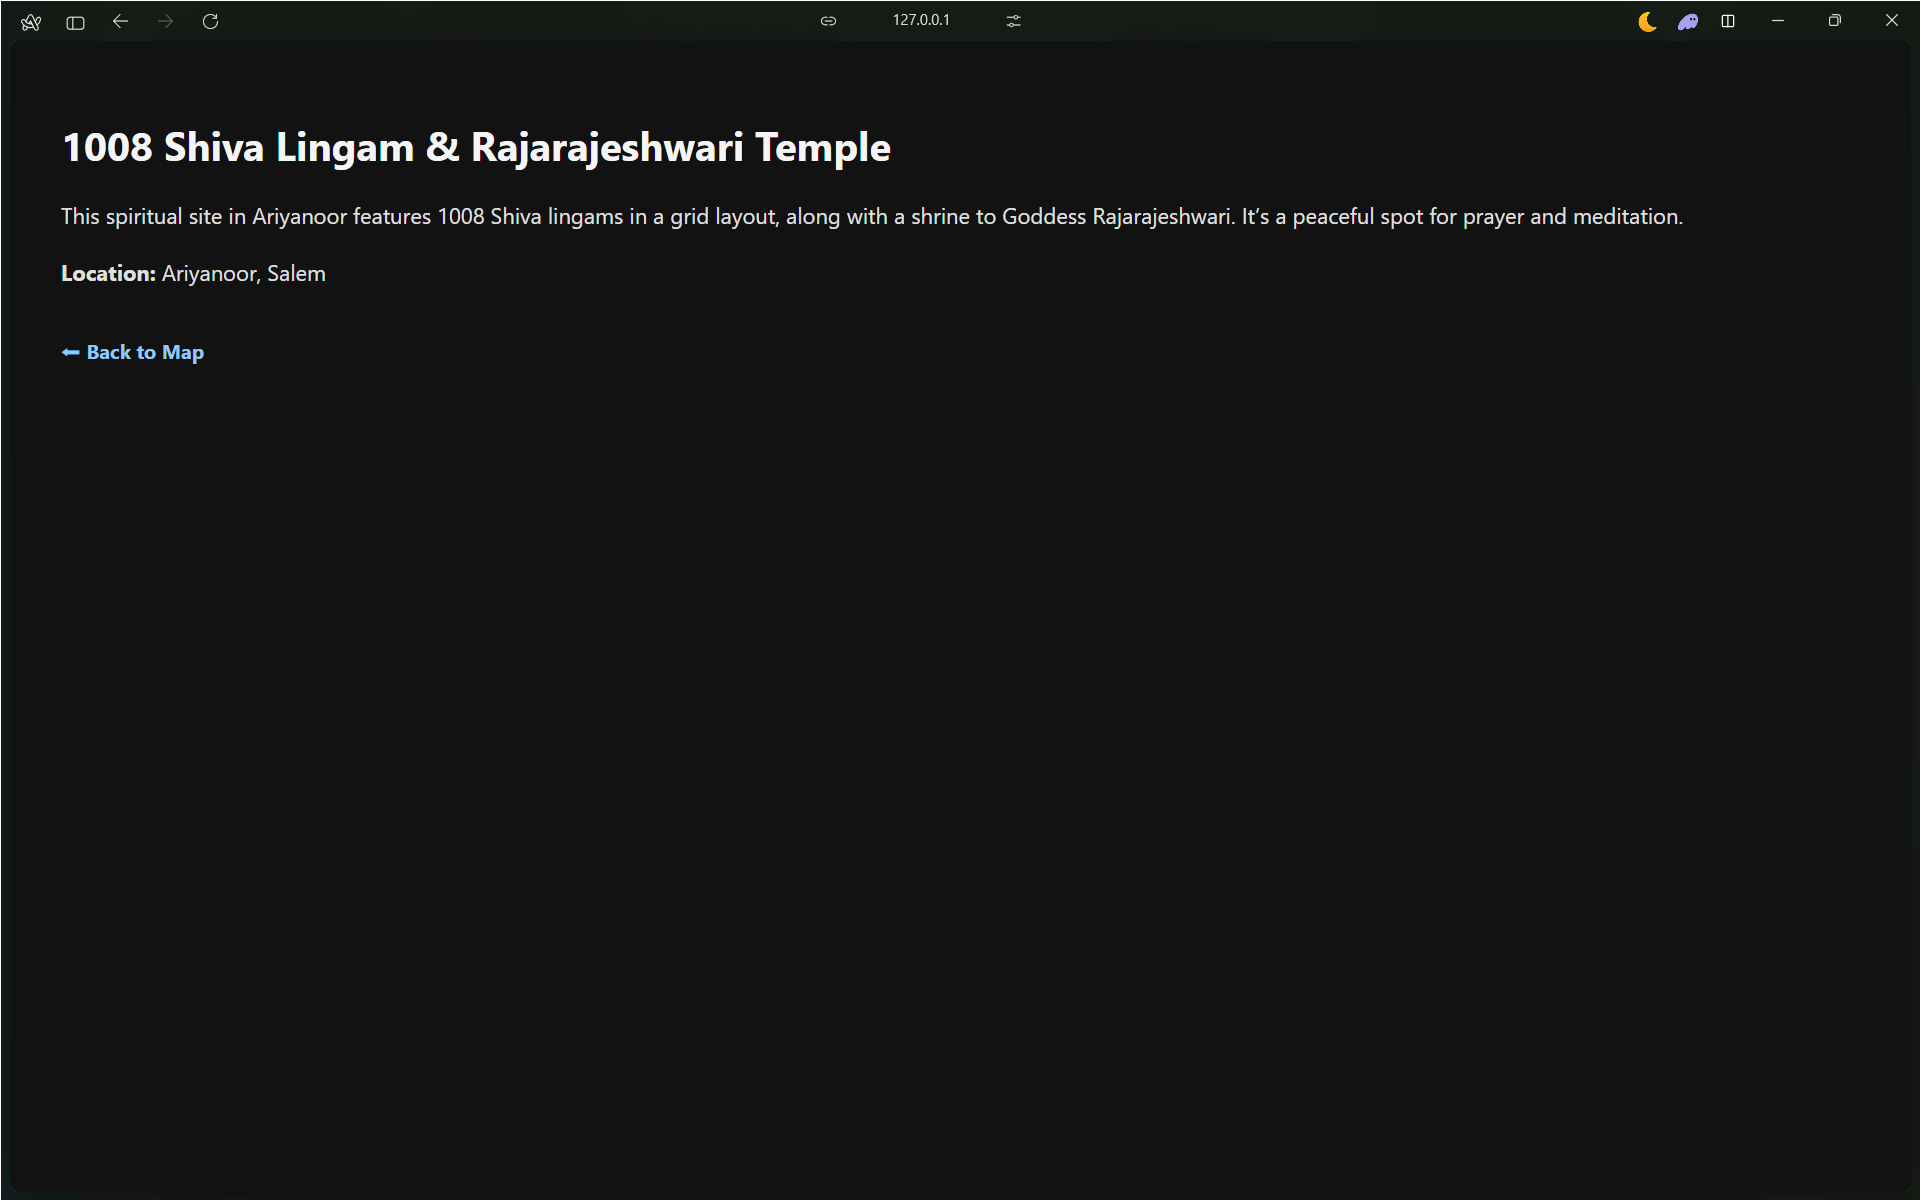 127.0.0.1
1008 Shiva Lingam & Rajarajeshwari Temple
This spiritual site in Ariyanoor features 1008 Shiva lingams in a grid layout, along with a shrine to Goddess Rajarajeshwari. It’s a peaceful spot for prayer and meditation.
Location: Ariyanoor, Salem
⬅ Back to Map